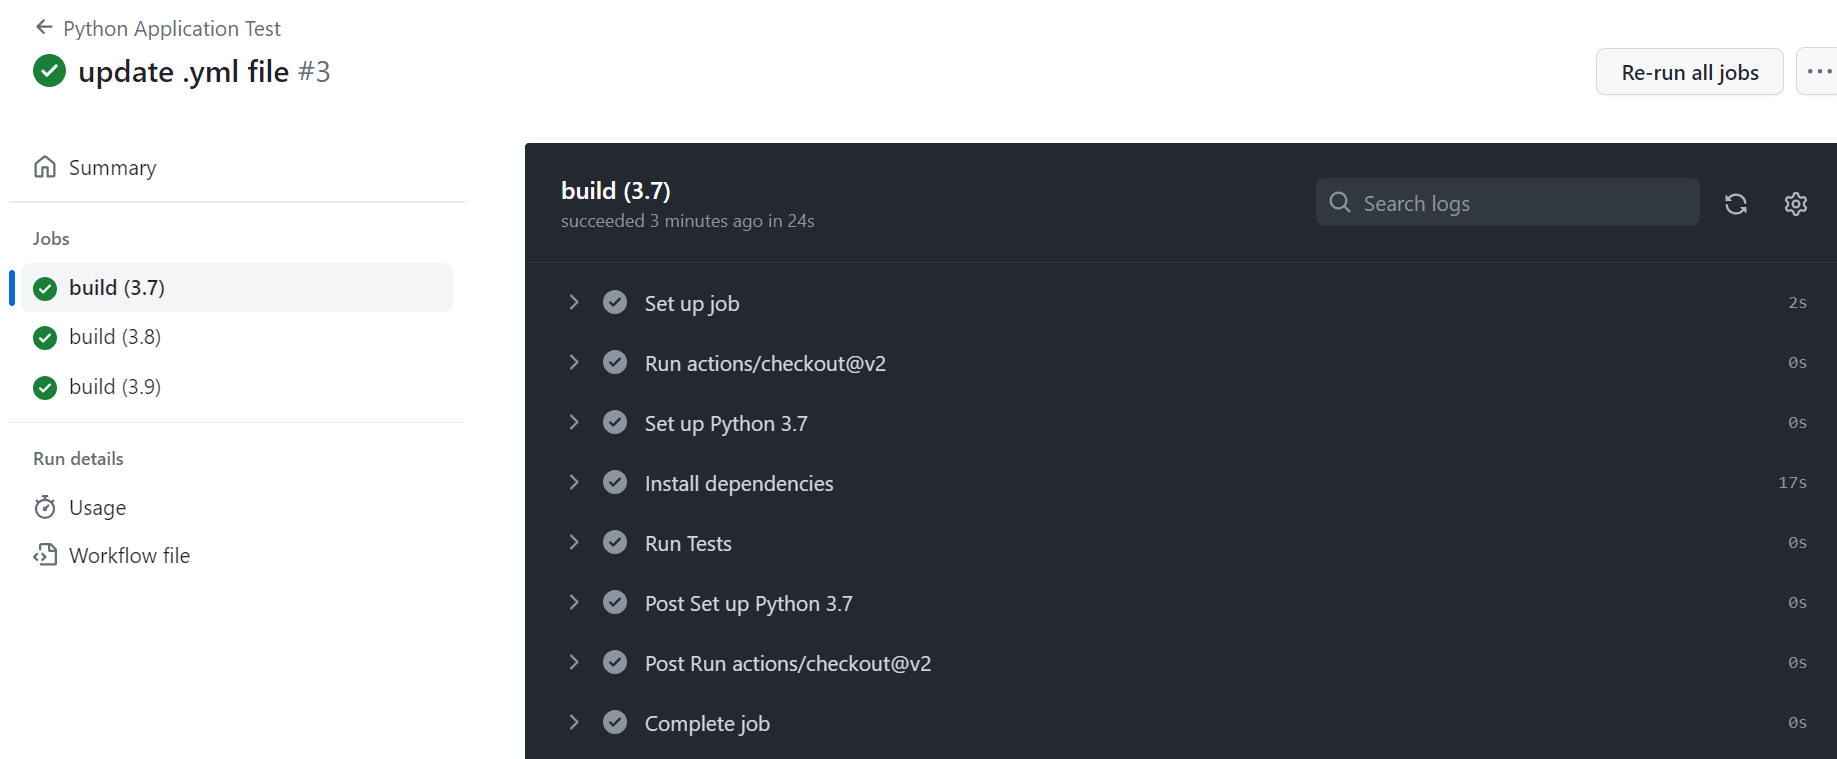 Python Application Test
update .yml file #3
Re-run all jobs
Summary
Jobs
build (3.7)
build (3.8)
build (3.9)
Run details
Usage
Workflow file
build (3.7)
succeeded 3 minutes ago in 24s
Search logs
Set up job 2s
Run actions/checkout@v2 0s
Set up Python 3.7 0s
Install dependencies 17s
Run Tests 0s
Post Set up Python 3.7 0s
Post Run actions/checkout@v2 0s
Complete job 0s